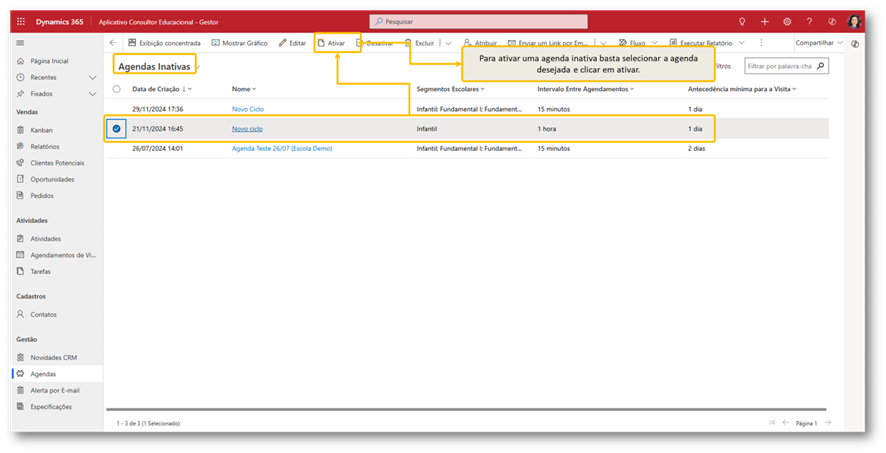 Dynamics 365 Aplicativo Consultor Educacional - Gestor Pesquisar
Exibição concentrada Mostrar Gráfico Editar Ativar Desativar Excluir Atribuir Enviar um Link por Em... Fluxo Executar Relatório Compartilhar
Para ativar uma agenda inativa basta selecionar a agenda
desejada e clicar em ativar.
Agendas Inativas
Filtrar por palavra-cha
Data de Criação Nome Segmentos Escolares Intervalo Entre Agendamentos Antecedência mínima para a Visita
29/11/2024 17:36 Novo Ciclo Infantil; Fundamental I; Fundament... 15 minutos 1 dia
21/11/2024 16:45 Novo ciclo Infantil 1 hora 1 dia
26/07/2024 14:01 Agenda Teste 26/07 (Escola Demo) Infantil; Fundamental I; Fundament... 15 minutos 2 dias
Página Inicial
Recentes
Fixados
Vendas
Kanban
Relatórios
Clientes Potenciais
Oportunidades
Pedidos
Atividades
Atividades
Agendamentos de Vi...
Tarefas
Cadastros
Contatos
Gestão
Novidades CRM
Agendas
Alerta por E-mail
Especificações
1 - 3 de 3 (1 Selecionado) Página 1